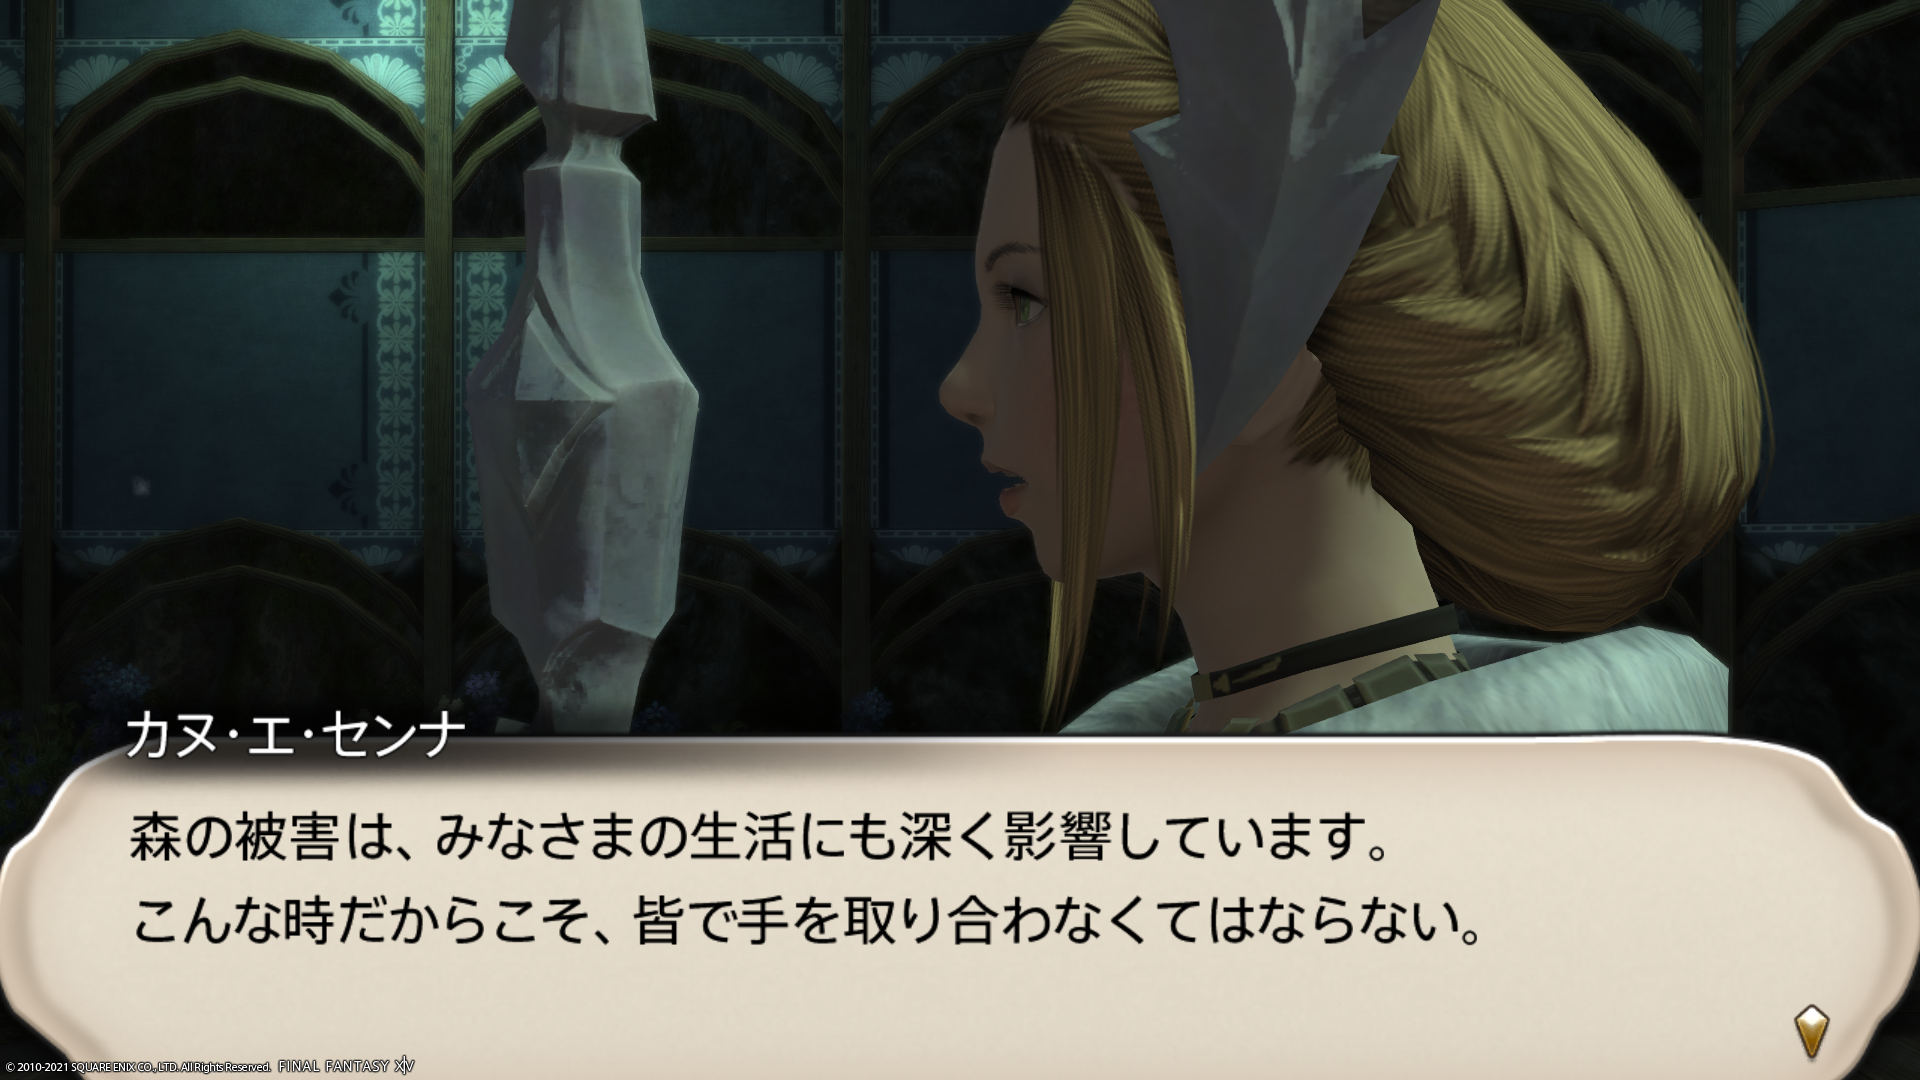 カヌ・エ・センナ
森の被害は、みなさまの生活にも深く影響しています。
こんな時だからこそ、皆で手を取り合わなくてはならない。
© 2010-2021 SQUARE ENIX CO., LTD. All Rights Reserved. FINAL FANTASY XIV